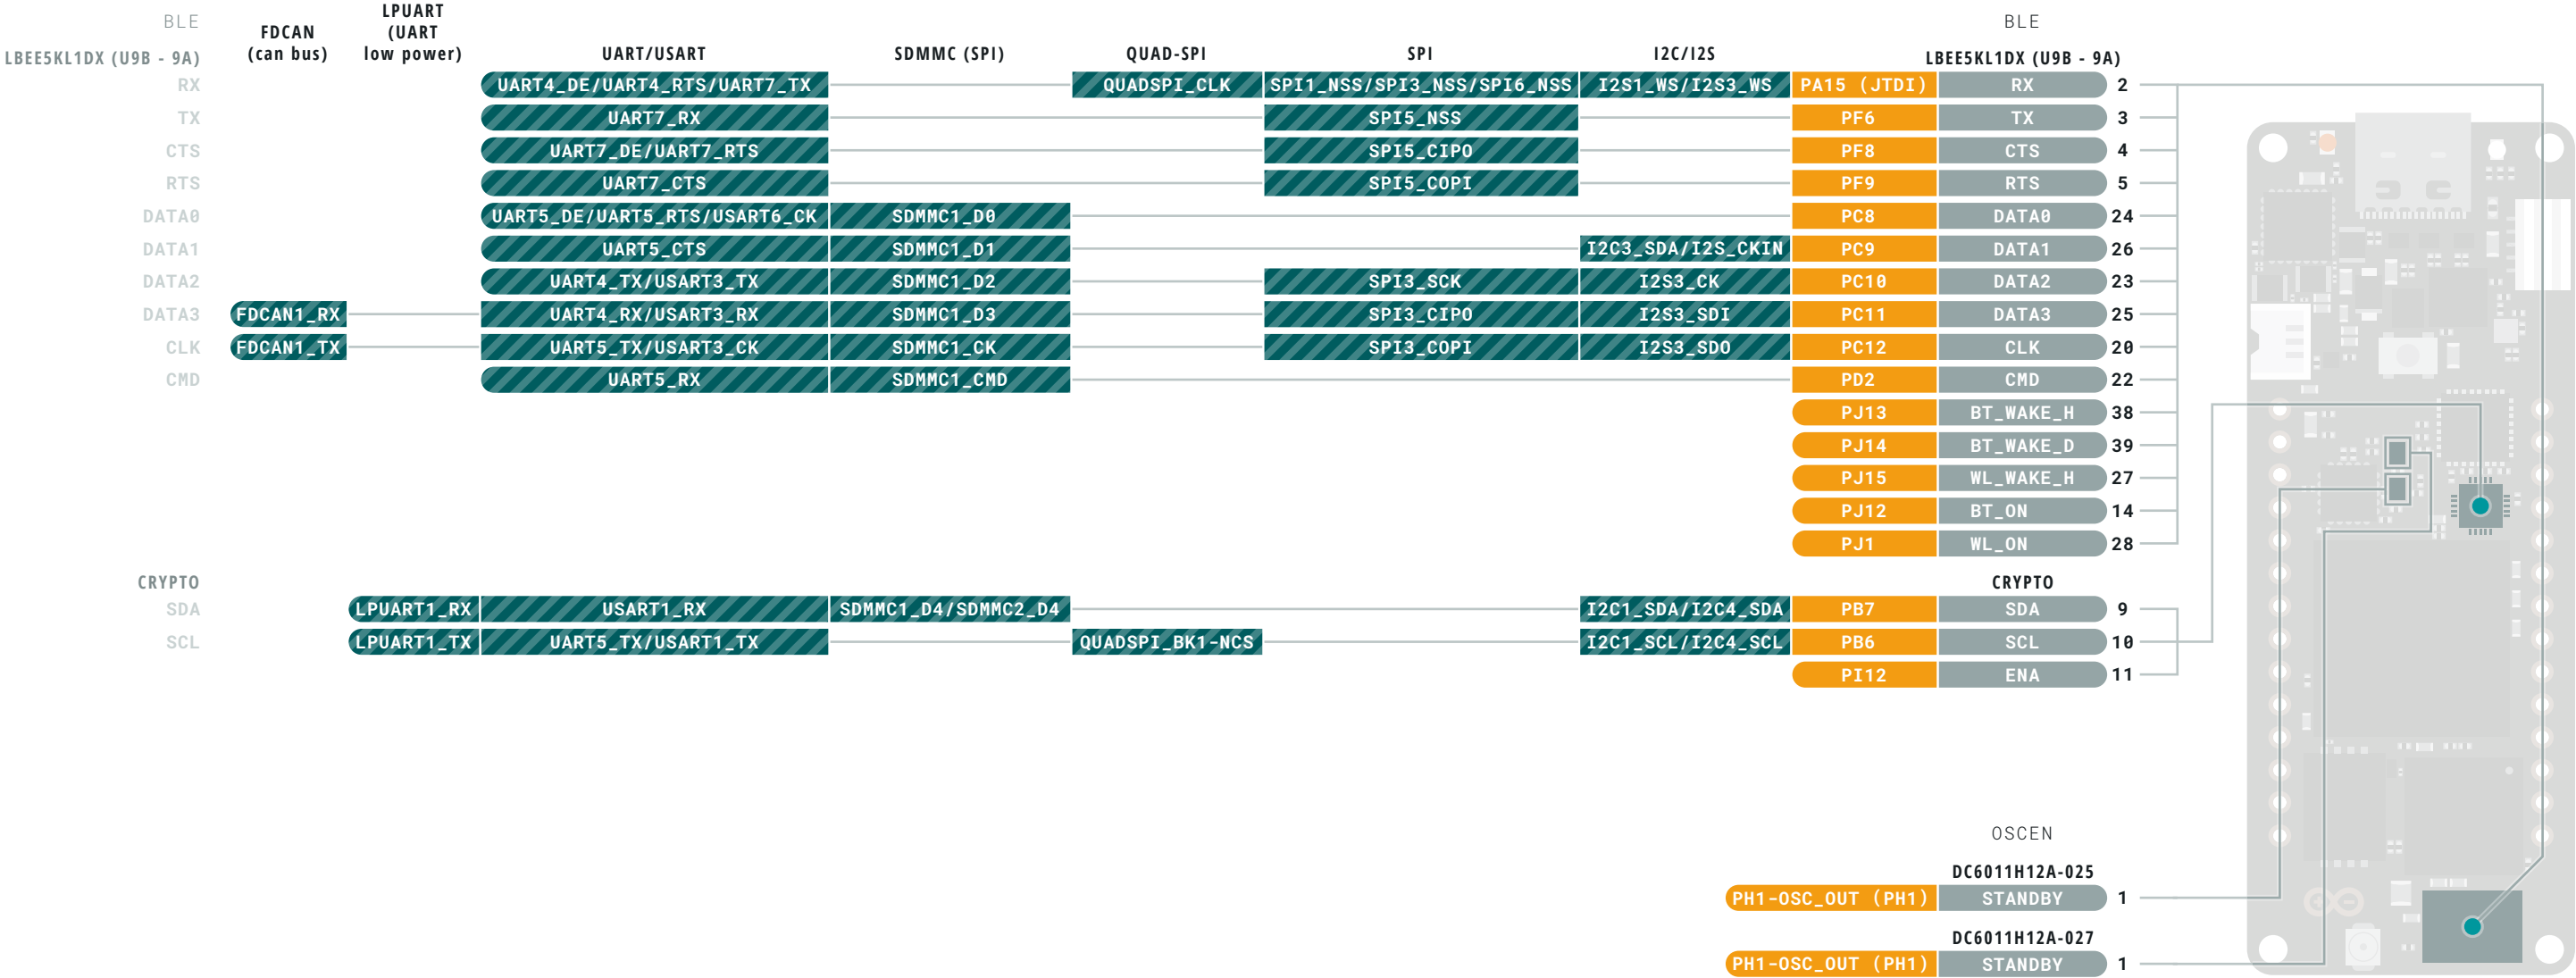 BLE
LBEE5KL1DX (U9B - 9A)
FDCAN
(can bus)
LPUART
(UART
low power)
UART/USART
SDMMC (SPI)
QUAD-SPI
SPI
I2C/I2S
BLE
LBEE5KL1DX (U9B - 9A)
RX UART4_DE/UART4_RTS/UART7_TX QUADSPI_CLK SPI1_NSS/SPI3_NSS/SPI6_NSS I2S1_WS/I2S3_WS PA15 (JTDI) RX 2
TX UART7_RX SPI5_NSS PF6 TX 3
CTS UART7_DE/UART7_RTS SPI5_CIPO PF8 CTS 4
RTS UART7_CTS SPI5_COPI PF9 RTS 5
DATA0 UART5_DE/UART5_RTS/USART6_CK SDMMC1_D0 PC8 DATA0 24
DATA1 UART5_CTS SDMMC1_D1 I2C3_SDA/I2S_CKIN PC9 DATA1 26
DATA2 UART4_TX/USART3_TX SDMMC1_D2 SPI3_SCK I2S3_CK PC10 DATA2 23
DATA3 FDCAN1_RX UART4_RX/USART3_RX SDMMC1_D3 SPI3_CIPO I2S3_SDI PC11 DATA3 25
CLK FDCAN1_TX UART5_TX/USART3_CK SDMMC1_CK SPI3_COPI I2S3_SDO PC12 CLK 20
CMD UART5_RX SDMMC1_CMD PD2 CMD 22
PJ13 BT_WAKE_H 38
PJ14 BT_WAKE_D 39
PJ15 WL_WAKE_H 27
PJ12 BT_ON 14
PJ1 WL_ON 28
CRYPTO CRYPTO
SDA LPUART1_RX USART1_RX SDMMC1_D4/SDMMC2_D4 I2C1_SDA/I2C4_SDA PB7 SDA 9
SCL LPUART1_TX UART5_TX/USART1_TX QUADSPI_BK1-NCS I2C1_SCL/I2C4_SCL PB6 SCL 10
PI12 ENA 11
OSCEN
DC6011H12A-025
PH1-OSC_OUT (PH1) STANDBY 1
DC6011H12A-027
PH1-OSC_OUT (PH1) STANDBY 1